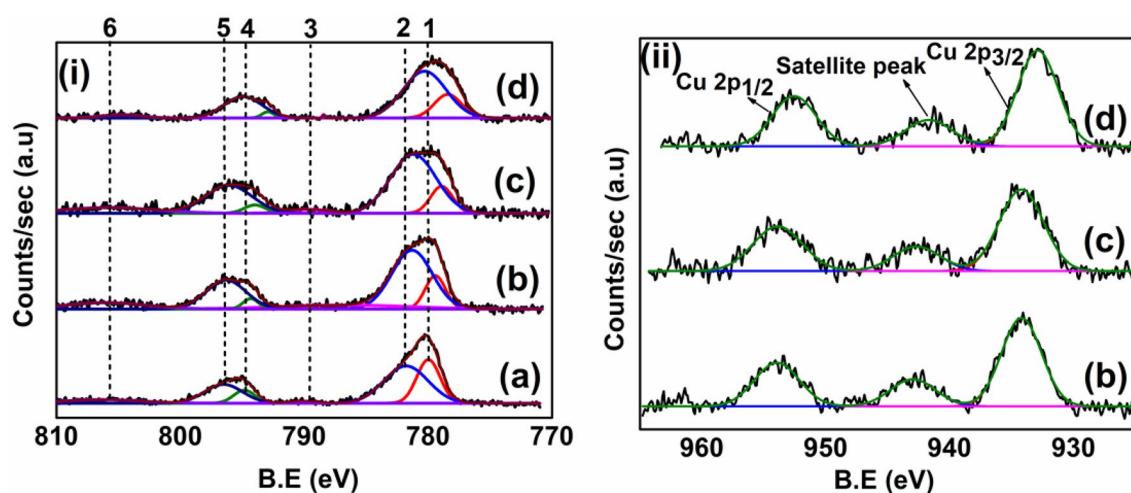 6 5 4 3 2 1
(i)
(d)
(c)
(b)
(a)
Counts/sec (a.u)
810 800 790 780 770
B.E (eV)
(ii)
Cu 2p1/2
Satellite peak
Cu 2p3/2
(d)
(c)
(b)
Counts/sec (a.u)
960 950 940 930
B.E (eV)